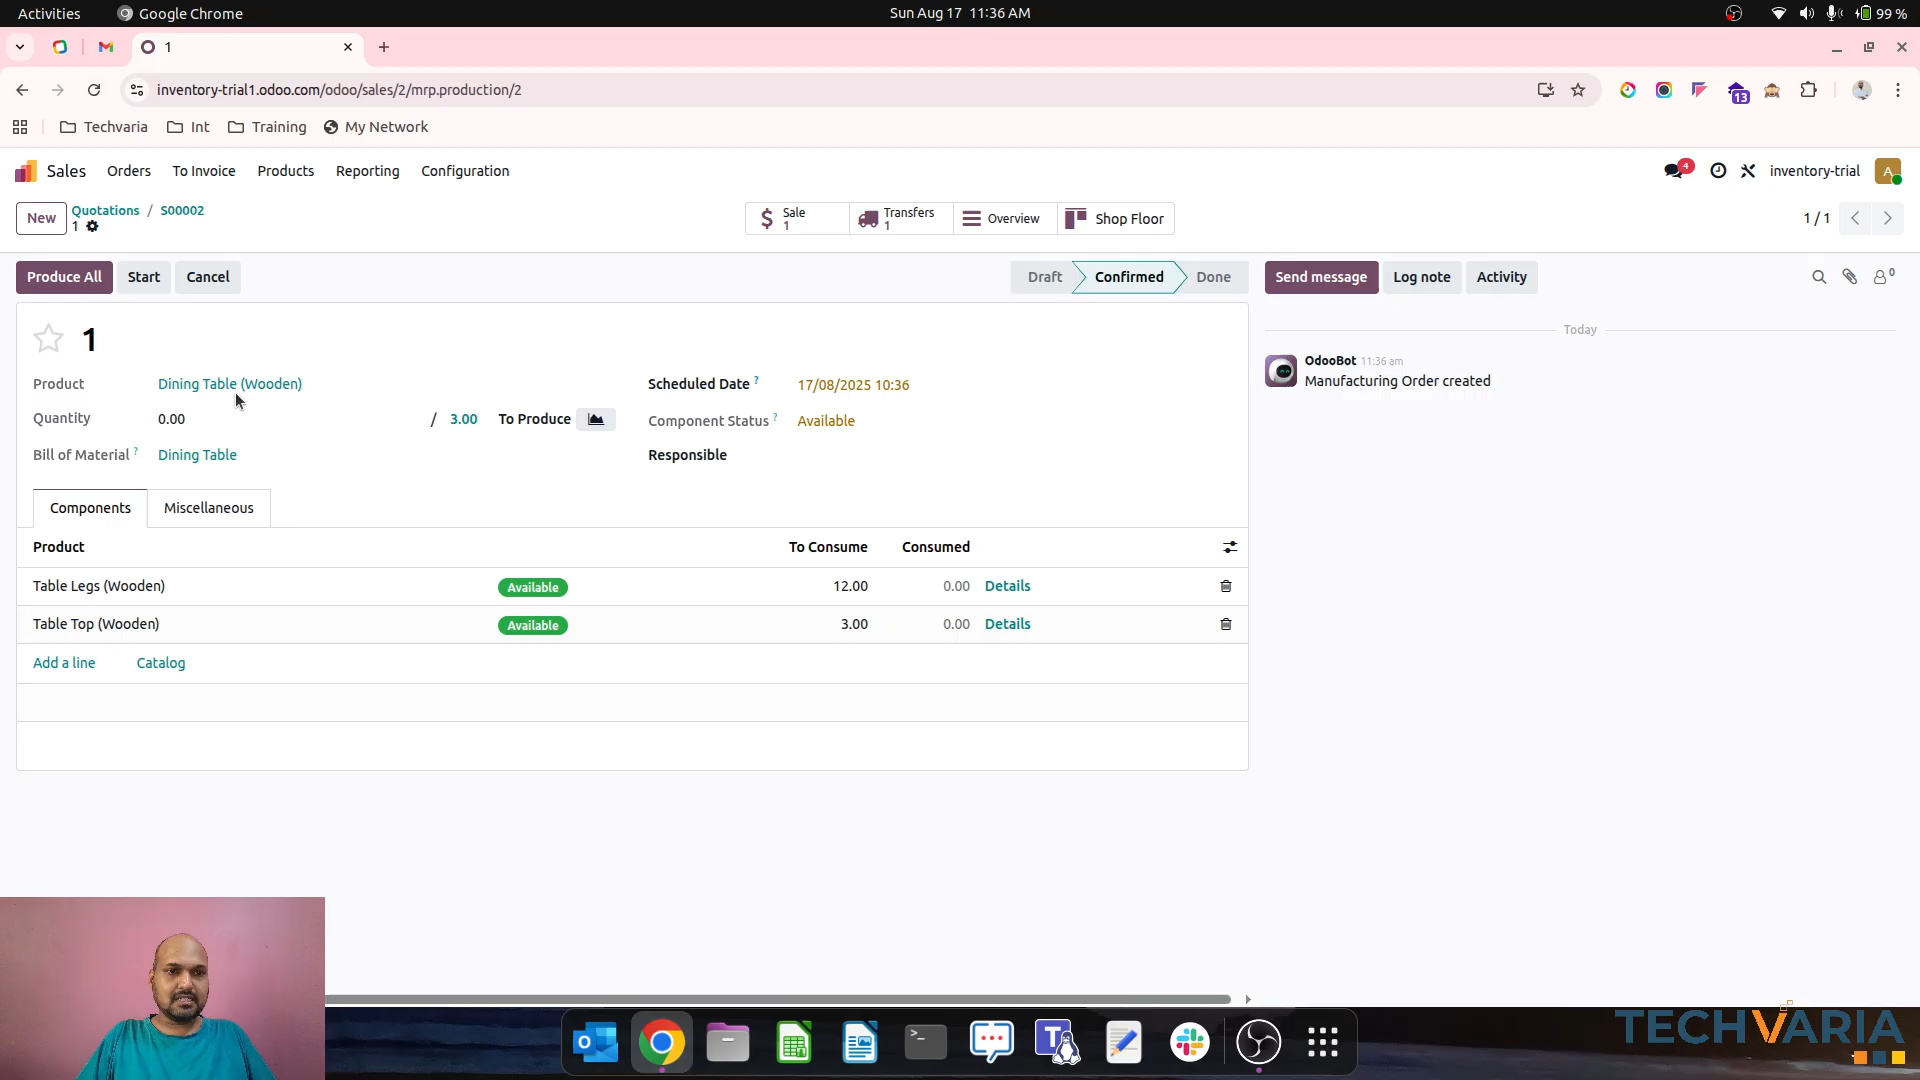 Activities
Google Chrome
Sun Aug 17 11:36 AM
99 %
1
inventory-trial1.odoo.com/odoo/sales/2/mrp.production/2
13
Techvaria
Int
Training
My Network
Sales
Orders
To Invoice
Products
Reporting
Configuration
4
inventory-trial
A
New
Quotations / S00002
1
Sale
1
Transfers
1
Overview
Shop Floor
1 / 1
Produce All
Start
Cancel
Draft
Confirmed
Done
Send message
Log note
Activity
0
1
Today
OdooBot 11:36 am
Manufacturing Order created
Product
Dining Table (Wooden)
Scheduled Date ?
17/08/2025 10:36
Quantity
0.00
/ 3.00
To Produce
Component Status ?
Available
Bill of Material ?
Dining Table
Responsible
Components
Miscellaneous
Product
To Consume
Consumed
Table Legs (Wooden)
Available
12.00
0.00
Details
Table Top (Wooden)
Available
3.00
0.00
Details
Add a line
Catalog
TECHVARIA